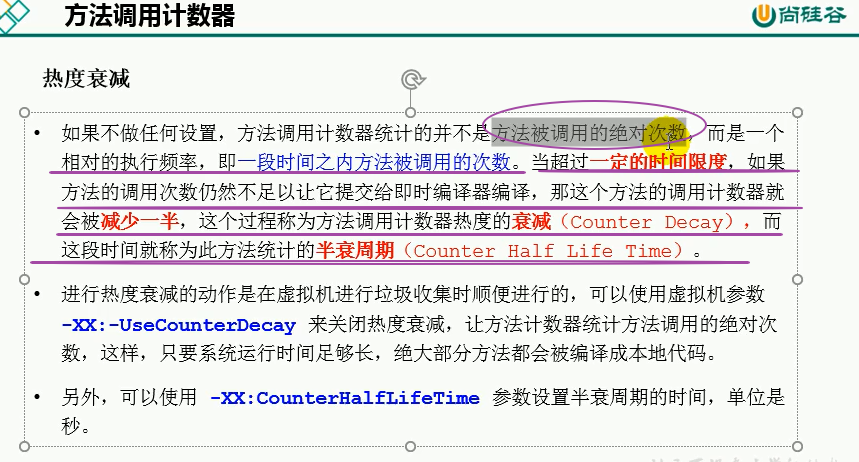 方法调用计数器
尚硅谷
热度衰减
• 如果不做任何设置，方法调用计数器统计的并不是方法被调用的绝对次数，而是一个
相对的执行频率，即一段时间之内方法被调用的次数。当超过一定的时间限度，如果
方法的调用次数仍然不足以让它提交给即时编译器编译，那这个方法的调用计数器就
会被减少一半，这个过程称为方法调用计数器热度的衰减（Counter Decay），而
这段时间就称为此方法统计的半衰周期（Counter Half Life Time）。
• 进行热度衰减的动作是在虚拟机进行垃圾收集时顺便进行的，可以使用虚拟机参数
-XX:-UseCounterDecay 来关闭热度衰减，让方法计数器统计方法调用的绝对次
数，这样，只要系统运行时间足够长，绝大部分方法都会被编译成本地代码。
• 另外，可以使用 -XX:CounterHalfLifeTime 参数设置半衰周期的时间，单位是
秒。